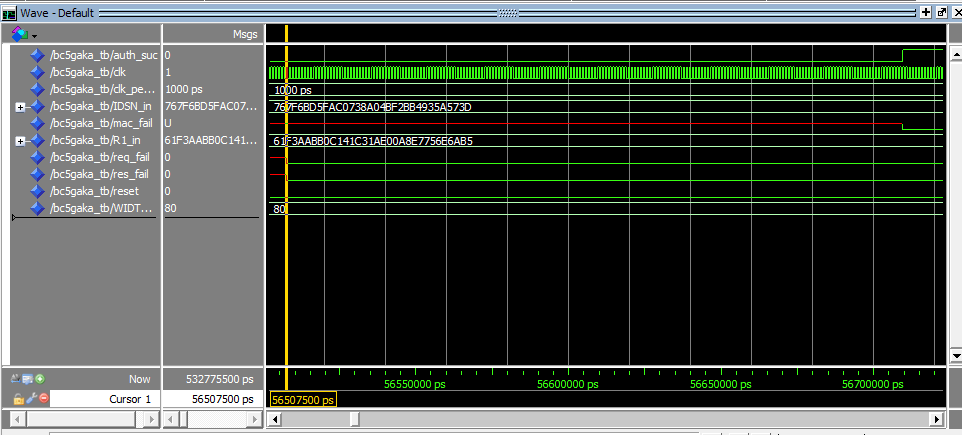 Wave - Default
Msgs
/bc5gaka_tb/auth_suc 0
/bc5gaka_tb/clk 1
/bc5gaka_tb/clk_pe... 1000 ps 1000 ps
/bc5gaka_tb/IDSN_in 767F6BD5FAC07... 767F6BD5FAC0738A04BF2BB4935A573D
/bc5gaka_tb/mac_fail U
/bc5gaka_tb/R1_in 61F3AABB0C141... 61F3AABB0C141C31AE00A8E7756E6AB5
/bc5gaka_tb/req_fail 0
/bc5gaka_tb/res_fail 0
/bc5gaka_tb/reset 0
/bc5gaka_tb/WIDT... 80 80
Now 532775500 ps 56550000 ps 56600000 ps 56650000 ps 56700000 ps
Cursor 1 56507500 ps 56507500 ps